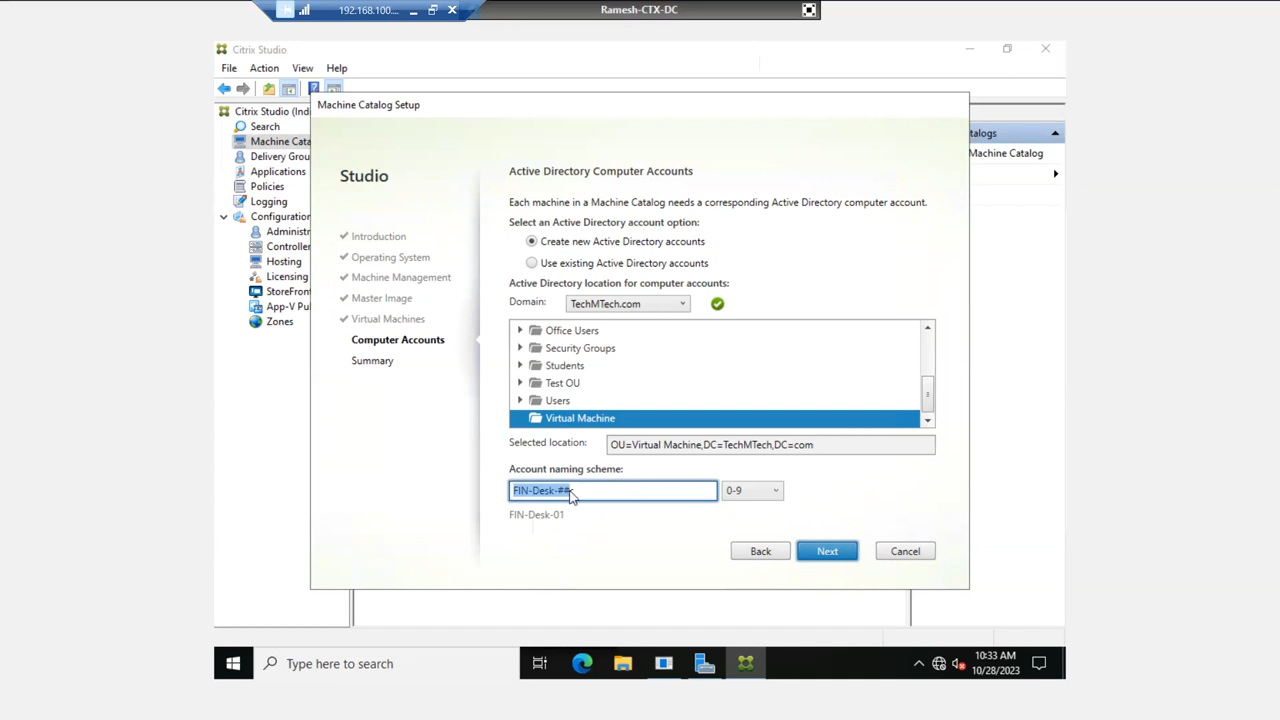 192.168.100....
Ramesh-CTX-DC
Citrix Studio
File Action View Help
Citrix Studio (Ind
Search
Machine Cata
Delivery Grou
Applications
Policies
Logging
Configuration
Administr
Controller
Hosting
Licensing
StoreFront
App-V Pu
Zones
Machine Catalog Setup
Studio
Introduction
Operating System
Machine Management
Master Image
Virtual Machines
Computer Accounts
Summary
Active Directory Computer Accounts
Each machine in a Machine Catalog needs a corresponding Active Directory computer account.
Select an Active Directory account option:
Create new Active Directory accounts
Use existing Active Directory accounts
Active Directory location for computer accounts:
Domain: TechMTech.com
Office Users
Security Groups
Students
Test OU
Users
Virtual Machine
Selected location: OU=Virtual Machine,DC=TechMTech,DC=com
Account naming scheme:
FIN-Desk-## 0-9
FIN-Desk-01
Back Next Cancel
atalogs
Machine Catalog
Type here to search
10:33 AM
10/28/2023